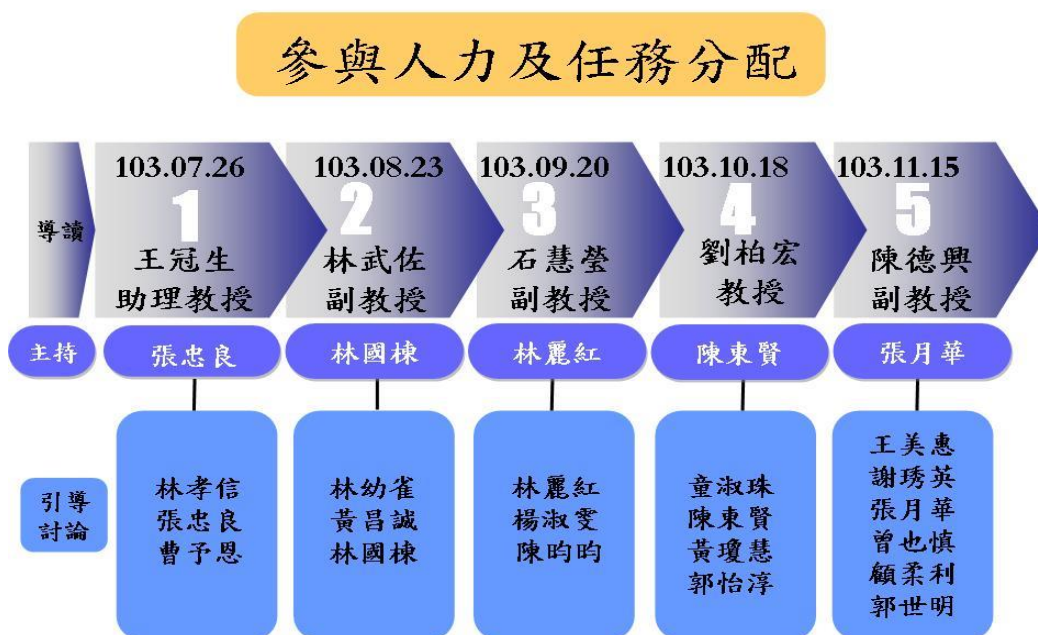 參與人力及任務分配
導讀
103.07.26
1
王冠生
助理教授
103.08.23
2
林武佐
副教授
103.09.20
3
石慧瑩
副教授
103.10.18
4
劉柏宏
教授
103.11.15
5
陳德興
副教授
主持
張忠良
林國棟
林麗紅
陳東賢
張月華
引導
討論
林孝信
張忠良
曹予恩
林幼雀
黃昌誠
林國棟
林麗紅
楊淑雯
陳昀昀
童淑珠
陳東賢
黃瓊慧
郭怡淳
王美惠
謝琇英
張月華
曾也慎
顧柔利
郭世明